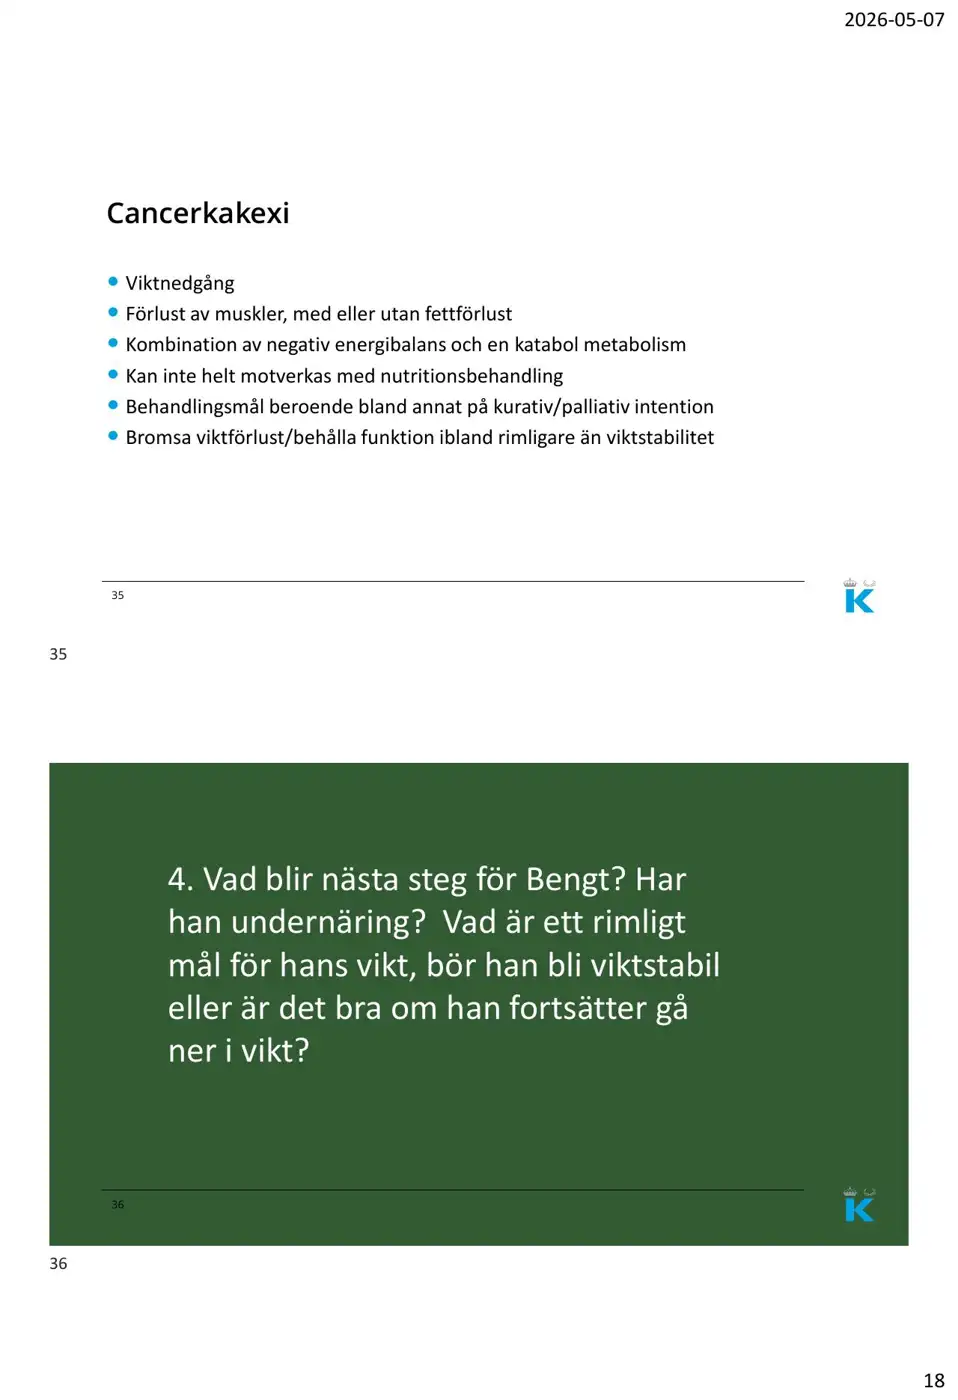 2026-05-07
Cancerkakexi
• Viktnedgång
• Förlust av muskler, med eller utan fettförlust
• Kombination av negativ energibalans och en katabol metabolism
• Kan inte helt motverkas med nutritionsbehandling
• Behandlingsmål beroende bland annat på kurativ/palliativ intention
• Bromsa viktförlust/behålla funktion ibland rimligare än viktstabilitet
35
K
35
4. Vad blir nästa steg för Bengt? Har
han undernäring?  Vad är ett rimligt
mål för hans vikt, bör han bli viktstabil
eller är det bra om han fortsätter gå
ner i vikt?
36
K
36
18